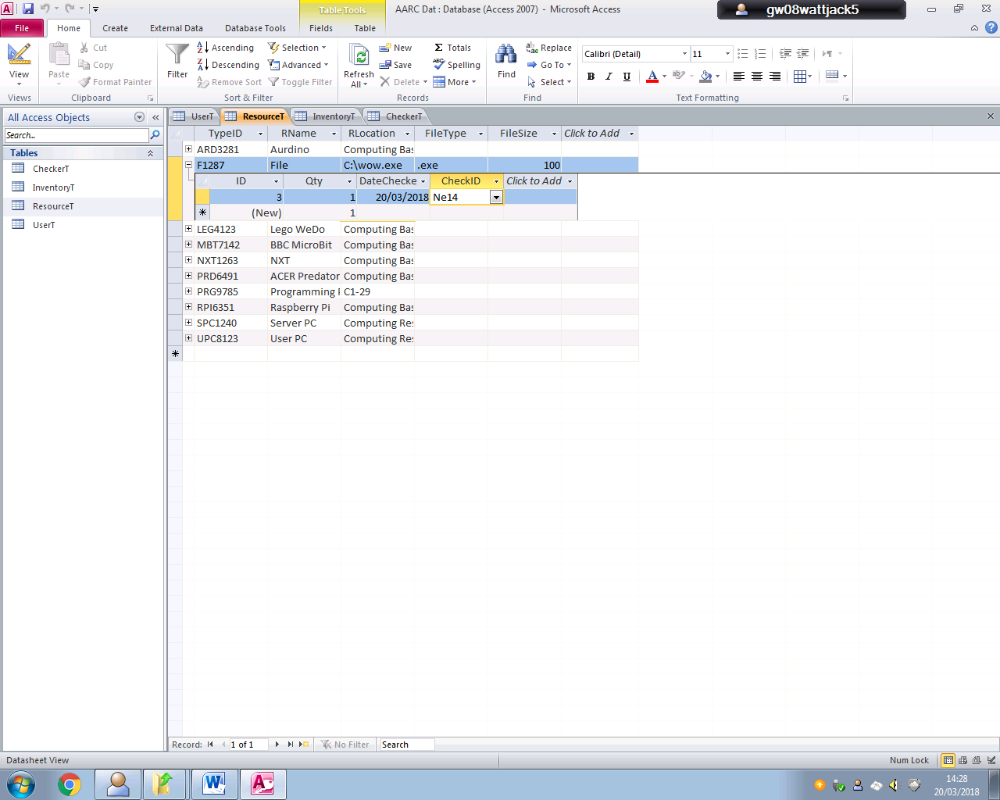 Table Tools
AARC Dat : Database (Access 2007) - Microsoft Access
gw08wattjack5
File Home Create External Data Database Tools Fields Table
View
Views
Paste
Cut
Copy
Format Painter
Clipboard
Filter
Ascending
Descending
Remove Sort
Selection
Advanced
Toggle Filter
Sort & Filter
Refresh All
New
Save
Delete
Totals
Spelling
More
Records
Find
Replace
Go To
Select
Find
Calibri (Detail) 11
B I U A ab
Text Formatting
All Access Objects
Search...
Tables
CheckerT
InventoryT
ResourceT
UserT
UserT ResourceT InventoryT CheckerT
TypeID RName RLocation FileType FileSize Click to Add
ARD3281 Aurdino Computing Bas
F1287 File C:\wow.exe .exe 100
ID Qty DateChecke CheckID Click to Add
3 1 20/03/2018 Ne14
(New) 1
LEG4123 Lego WeDo Computing Bas
MBT7142 BBC MicroBit Computing Bas
NXT1263 NXT Computing Bas
PRD6491 ACER Predator Computing Bas
PRG9785 Programming C1-29
RPI6351 Raspberry Pi Computing Bas
SPC1240 Server PC Computing Res
UPC8123 User PC Computing Res
Record: 1 of 1 No Filter Search
Datasheet View
Num Lock
14:28
20/03/2018